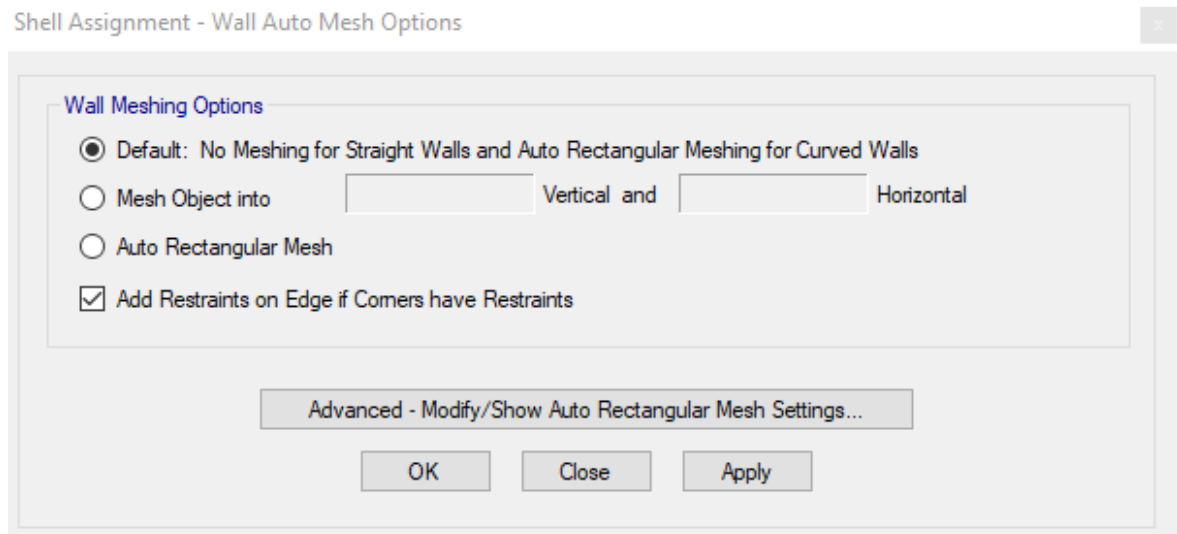 Shell Assignment - Wall Auto Mesh Options
x
Wall Meshing Options
Default: No Meshing for Straight Walls and Auto Rectangular Meshing for Curved Walls
Mesh Object into Vertical and Horizontal
Auto Rectangular Mesh
Add Restraints on Edge if Corners have Restraints
Advanced - Modify/Show Auto Rectangular Mesh Settings...
OK Close Apply